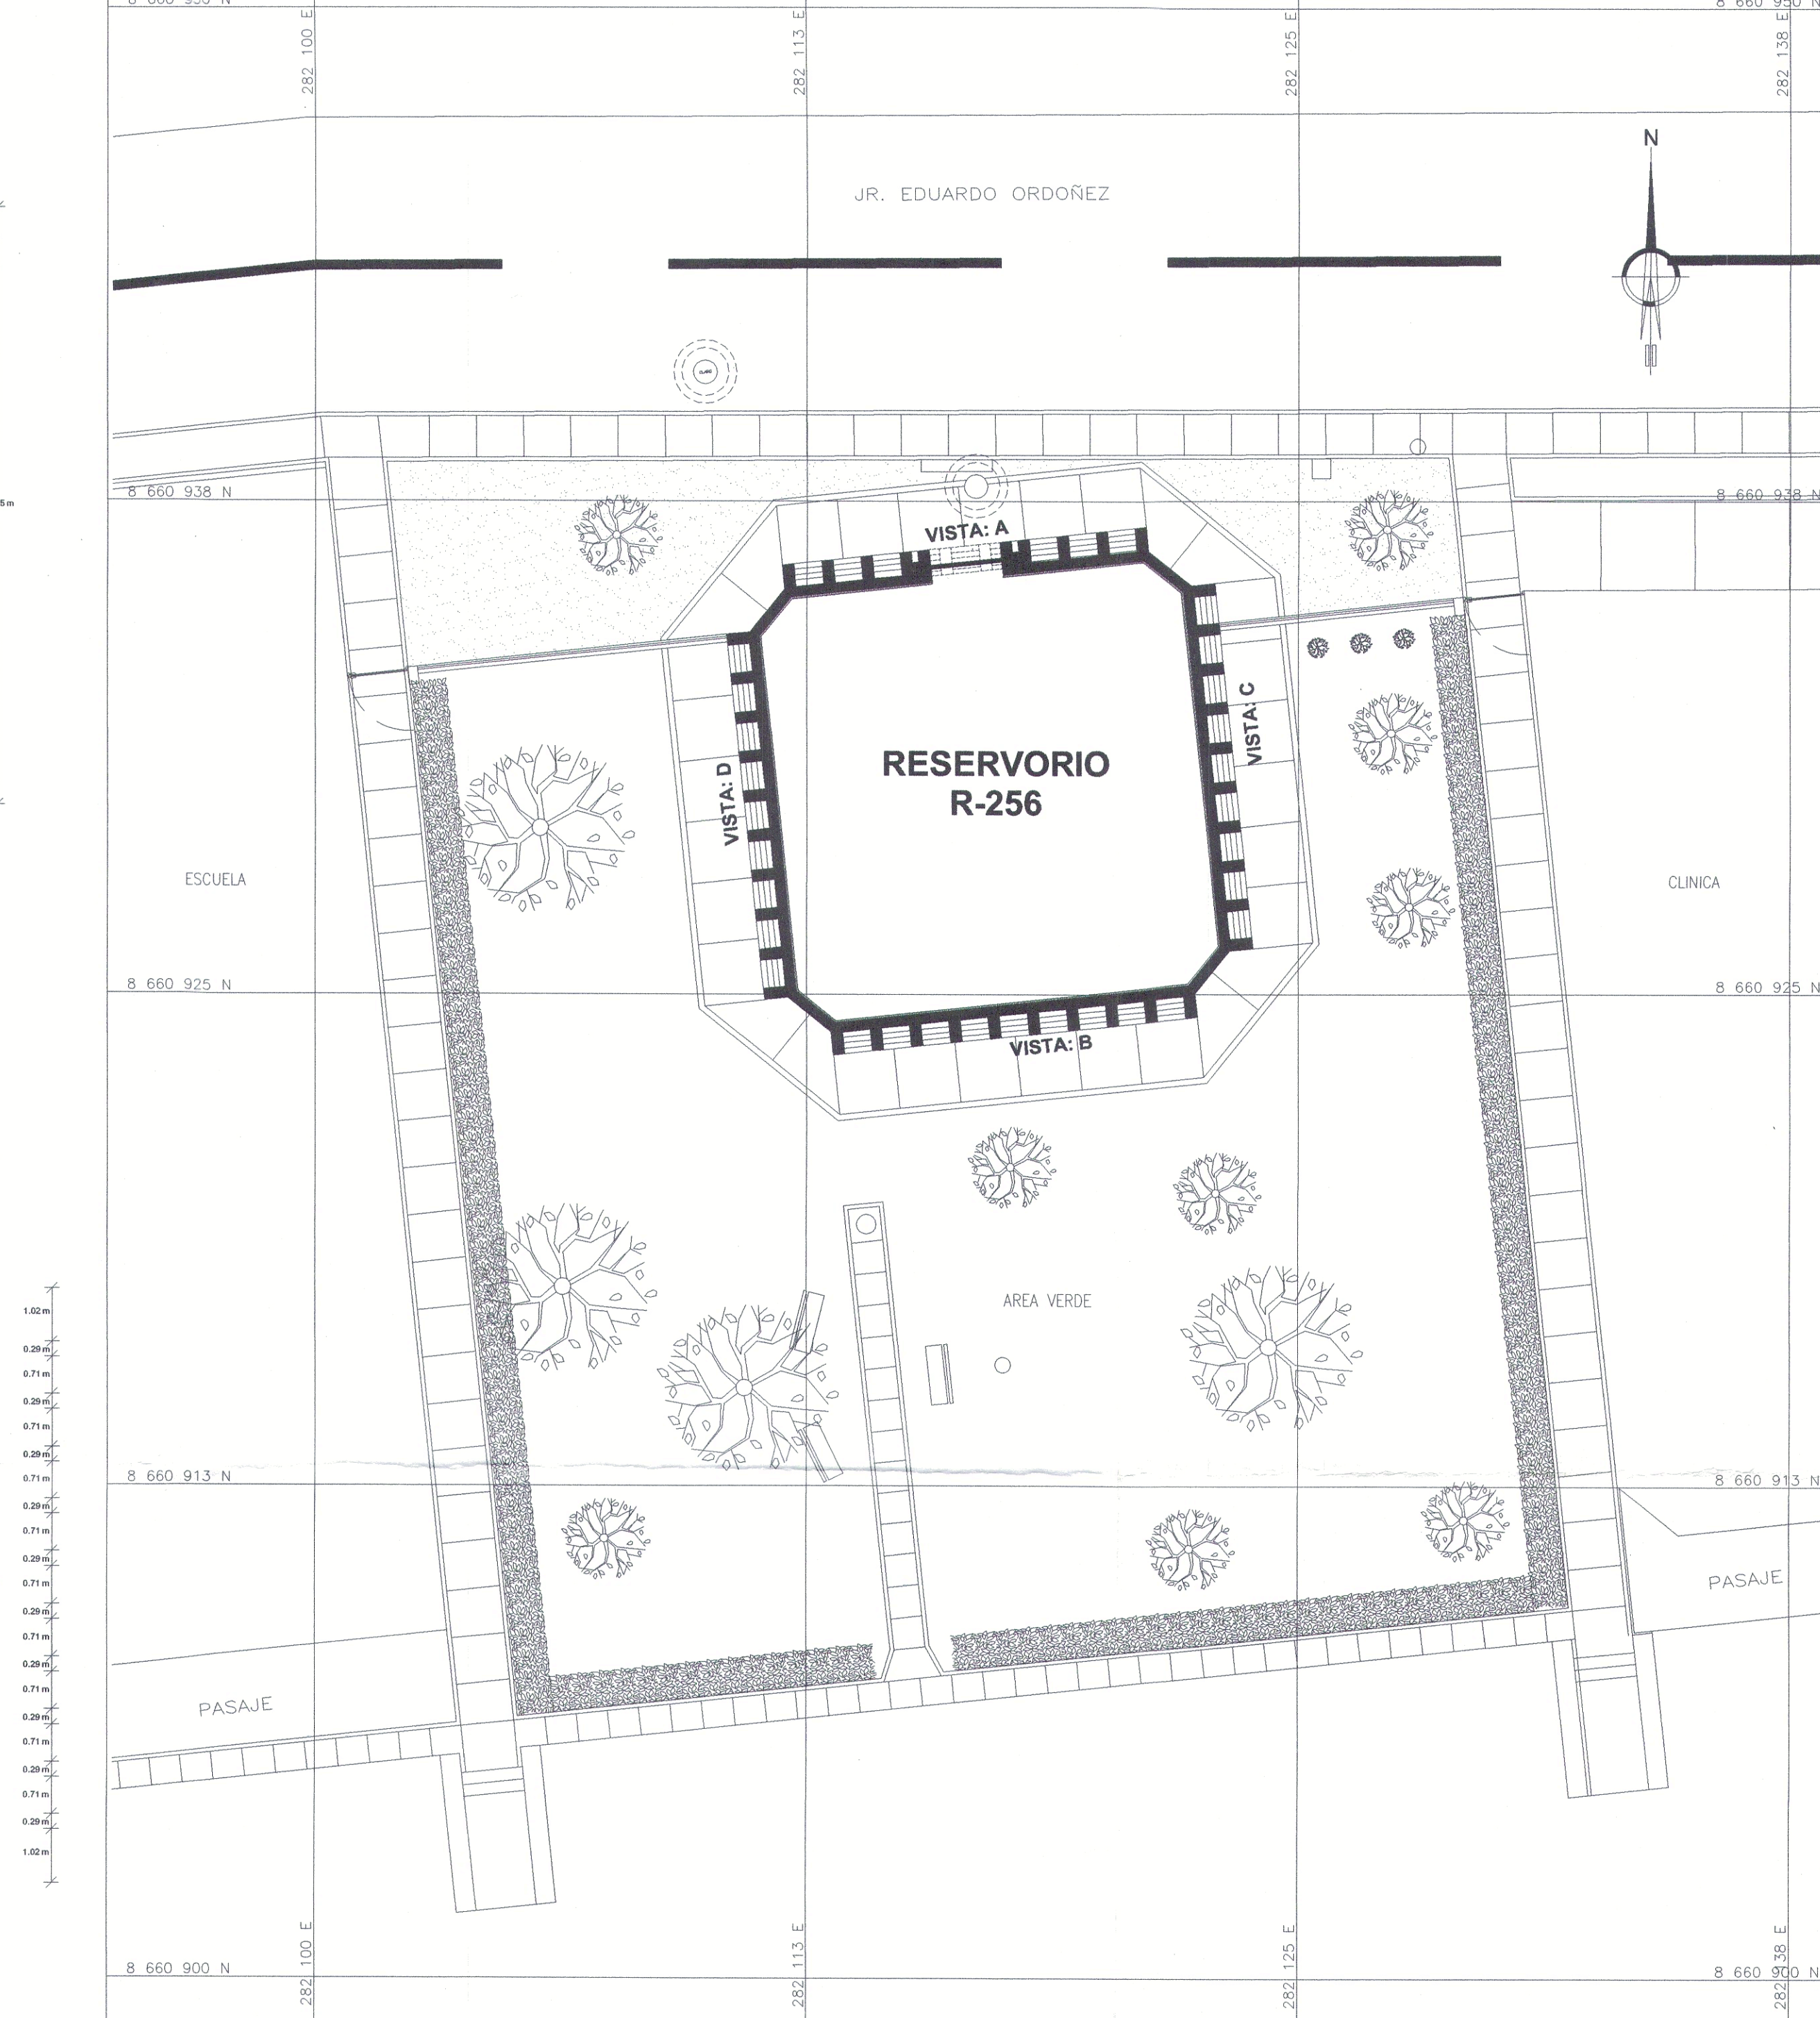 8 660 950 N
8 660 950 N
282 100 E
282 113 E
282 125 E
282 138 E
N
JR. EDUARDO ORDOÑEZ
8 660 938 N
8 660 938 N
5 m
VISTA: A
VISTA: C
RESERVORIO
R-256
VISTA: D
ESCUELA
CLINICA
8 660 925 N
8 660 925 N
VISTA: B
AREA VERDE
1.02 m
0.29 m
0.71 m
0.29 m
0.71 m
0.29 m
0.71 m
0.29 m
0.71 m
0.29 m
0.71 m
0.29 m
0.71 m
0.29 m
0.71 m
0.29 m
0.71 m
0.29 m
0.71 m
0.29 m
1.02 m
8 660 913 N
8 660 913 N
PASAJE
PASAJE
8 660 900 N
8 660 900 N
282 100 E
282 113 E
282 125 E
282 138 E